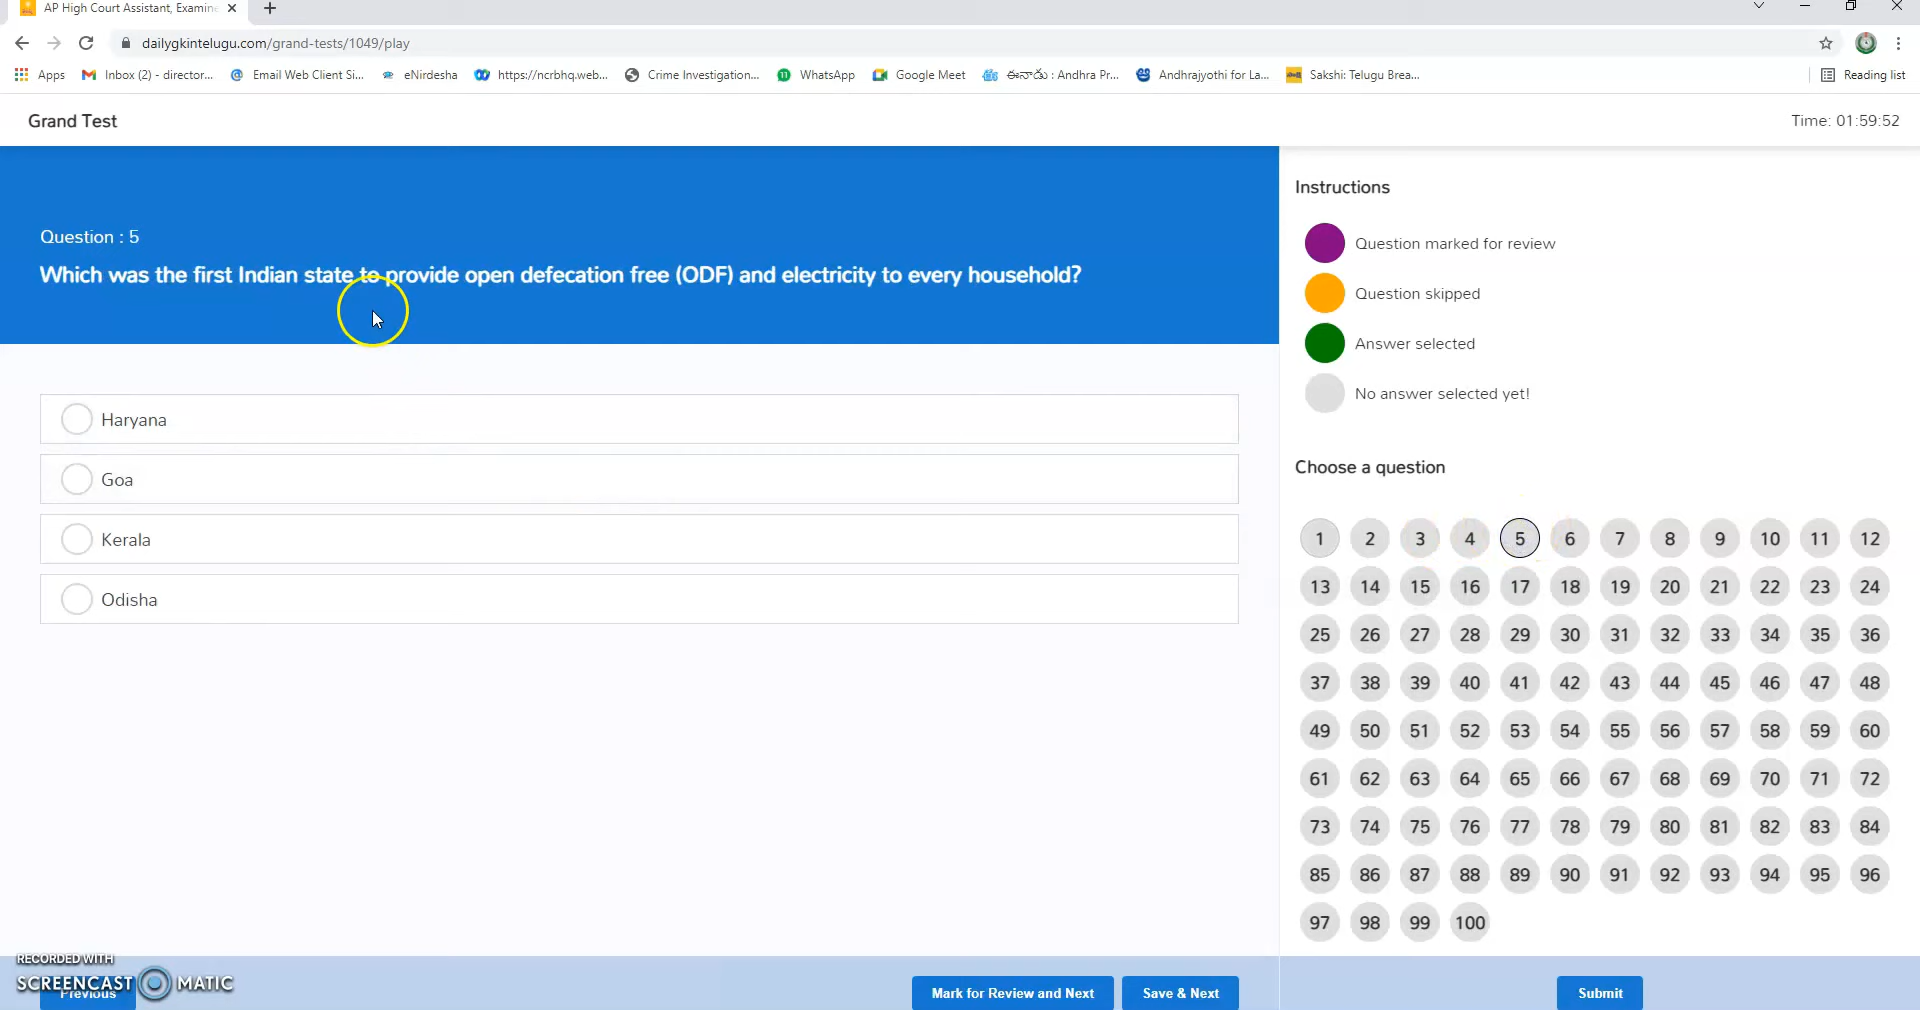 AP High Court Assistant, Examine
dailygkintelugu.com/grand-tests/1049/play
Apps Inbox (2) - director... Email Web Client Si... eNirdesha https://ncrbhq.web... Crime Investigation... 11 WhatsApp Google Meet ఈనాడు : Andhra Pr... Andhrajyothi for La... Sakshi: Telugu Brea... Reading list
Grand Test Time: 01:59:52
Question : 5
Which was the first Indian state to provide open defecation free (ODF) and electricity to every household?
Haryana
Goa
Kerala
Odisha
Instructions
Question marked for review
Question skipped
Answer selected
No answer selected yet!
Choose a question
1 2 3 4 5 6 7 8 9 10 11 12
13 14 15 16 17 18 19 20 21 22 23 24
25 26 27 28 29 30 31 32 33 34 35 36
37 38 39 40 41 42 43 44 45 46 47 48
49 50 51 52 53 54 55 56 57 58 59 60
61 62 63 64 65 66 67 68 69 70 71 72
73 74 75 76 77 78 79 80 81 82 83 84
85 86 87 88 89 90 91 92 93 94 95 96
97 98 99 100
RECORDED WITH
SCREENCAST MATIC
Previous Mark for Review and Next Save & Next Submit